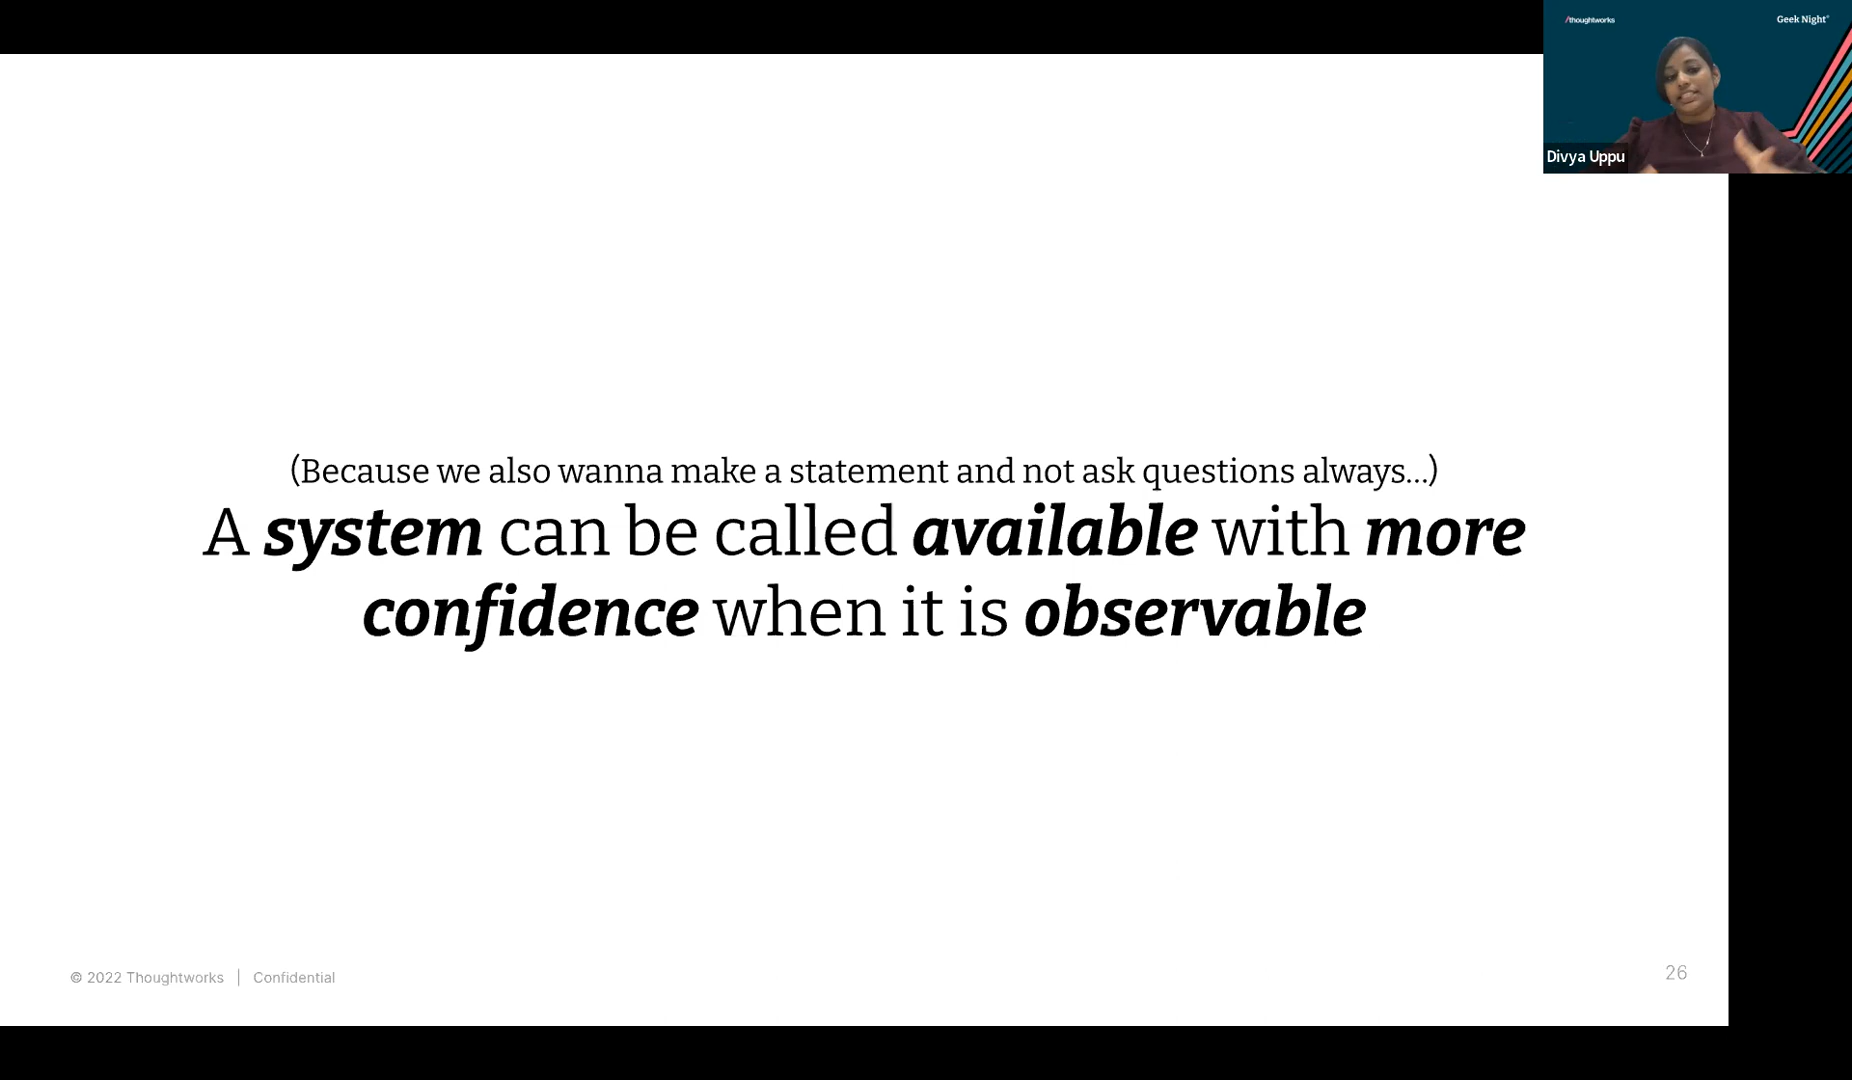 /thoughtworks
Geek Night°
Divya Uppu
(Because we also wanna make a statement and not ask questions always...)
A system can be called available with more
confidence when it is observable
© 2022 Thoughtworks | Confidential
26